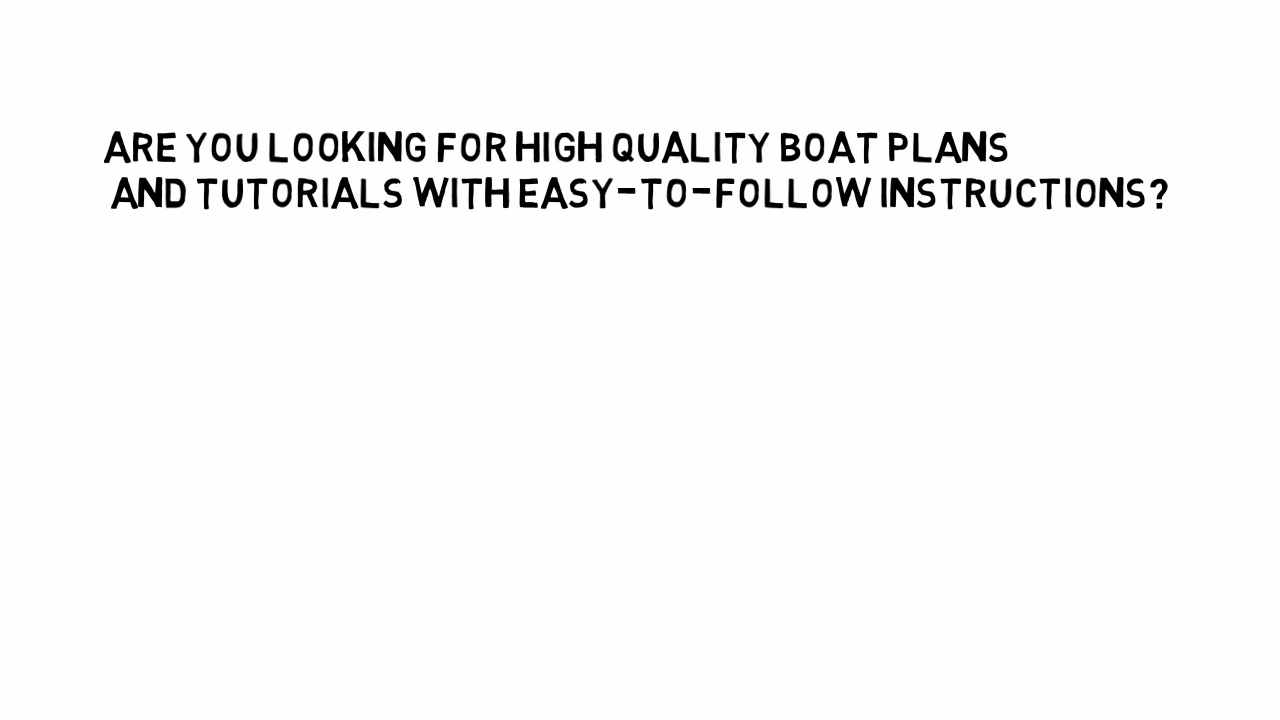 ARE YOU LOOKING FOR HIGH QUALITY BOAT PLANS
AND TUTORIALS WITH EASY-TO-FOLLOW INSTRUCTIONS?